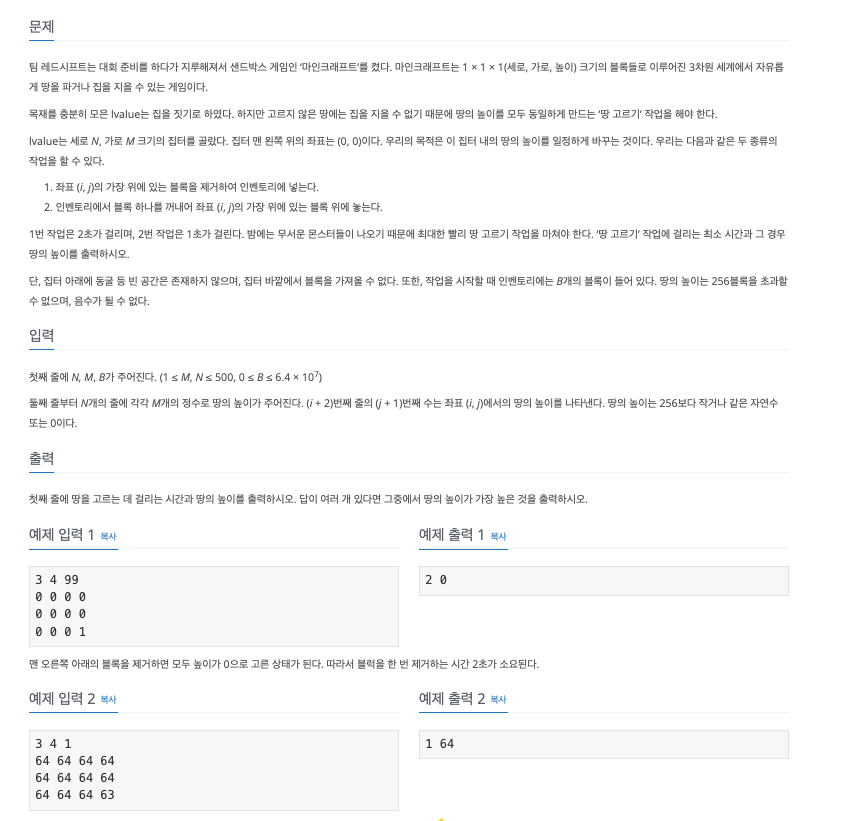 문제
팀 레드시프트는 대회 준비를 하다가 지루해져서 샌드박스 게임인 ‘마인크래프트’를 켰다. 마인크래프트는 1 × 1 × 1(세로, 가로, 높이) 크기의 블록들로 이루어진 3차원 세계에서 자유롭
게 땅을 파거나 집을 지을 수 있는 게임이다.
목재를 충분히 모은 lvalue는 집을 짓기로 하였다. 하지만 고르지 않은 땅에는 집을 지을 수 없기 때문에 땅의 높이를 모두 동일하게 만드는 ‘땅 고르기’ 작업을 해야 한다.
lvalue는 세로 N, 가로 M 크기의 집터를 골랐다. 집터 맨 왼쪽 위의 좌표는 (0, 0)이다. 우리의 목적은 이 집터 내의 땅의 높이를 일정하게 바꾸는 것이다. 우리는 다음과 같은 두 종류의
작업을 할 수 있다.
1. 좌표 (i, j)의 가장 위에 있는 블록을 제거하여 인벤토리에 넣는다.
2. 인벤토리에서 블록 하나를 꺼내어 좌표 (i, j)의 가장 위에 있는 블록 위에 놓는다.
1번 작업은 2초가 걸리며, 2번 작업은 1초가 걸린다. 밤에는 무서운 몬스터들이 나오기 때문에 최대한 빨리 땅 고르기 작업을 마쳐야 한다. ‘땅 고르기’ 작업에 걸리는 최소 시간과 그 경우
땅의 높이를 출력하시오.
단, 집터 아래에 동굴 등 빈 공간은 존재하지 않으며, 집터 바깥에서 블록을 가져올 수 없다. 또한, 작업을 시작할 때 인벤토리에는 B개의 블록이 들어 있다. 땅의 높이는 256블록을 초과할
수 없으며, 음수가 될 수 없다.
입력
첫째 줄에 N, M, B가 주어진다. (1 ≤ M, N ≤ 500, 0 ≤ B ≤ 6.4 × 10⁷)
둘째 줄부터 N개의 줄에 각각 M개의 정수로 땅의 높이가 주어진다. (i + 2)번째 줄의 (j + 1)번째 수는 좌표 (i, j)에서의 땅의 높이를 나타낸다. 땅의 높이는 256보다 작거나 같은 자연수
또는 0이다.
출력
첫째 줄에 땅을 고르는 데 걸리는 시간과 땅의 높이를 출력하시오. 답이 여러 개 있다면 그중에서 땅의 높이가 가장 높은 것을 출력하시오.
예제 입력 1 복사
3 4 99
0 0 0 0
0 0 0 0
0 0 0 1
예제 출력 1 복사
2 0
맨 오른쪽 아래의 블록을 제거하면 모두 높이가 0으로 고른 상태가 된다. 따라서 블럭을 한 번 제거하는 시간 2초가 소요된다.
예제 입력 2 복사
3 4 1
64 64 64 64
64 64 64 64
64 64 64 63
예제 출력 2 복사
1 64